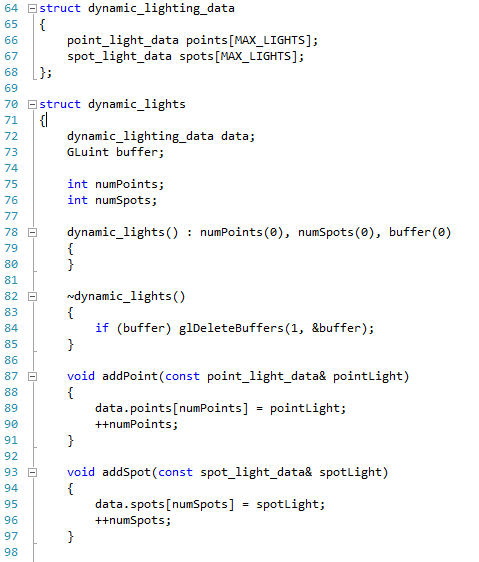 64 struct dynamic_lighting_data
65 {
66     point_light_data points[MAX_LIGHTS];
67     spot_light_data spots[MAX_LIGHTS];
68 };
69
70 struct dynamic_lights
71 {
72     dynamic_lighting_data data;
73     GLuint buffer;
74
75     int numPoints;
76     int numSpots;
77
78     dynamic_lights() : numPoints(0), numSpots(0), buffer(0)
79     {
80     }
81
82     ~dynamic_lights()
83     {
84         if (buffer) glDeleteBuffers(1, &buffer);
85     }
86
87     void addPoint(const point_light_data& pointLight)
88     {
89         data.points[numPoints] = pointLight;
90         ++numPoints;
91     }
92
93     void addSpot(const spot_light_data& spotLight)
94     {
95         data.spots[numSpots] = spotLight;
96         ++numSpots;
97     }
98